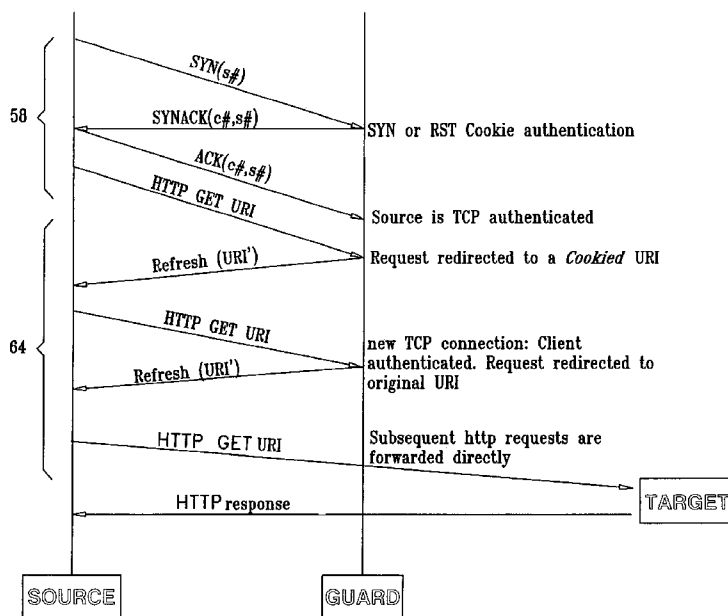 SYN(s#)
58
SYNACK(c#,s#)
SYN or RST Cookie authentication
ACK(c#,s#)
HTTP GET URI
Source is TCP authenticated
Refresh (URI')
Request redirected to a Cookied URI
HTTP GET URI
64
new TCP connection: Client
authenticated. Request redirected to
original URI
Refresh (URI')
HTTP GET URI
Subsequent http requests are
forwarded directly
TARGET
HTTP response
SOURCE
GUARD